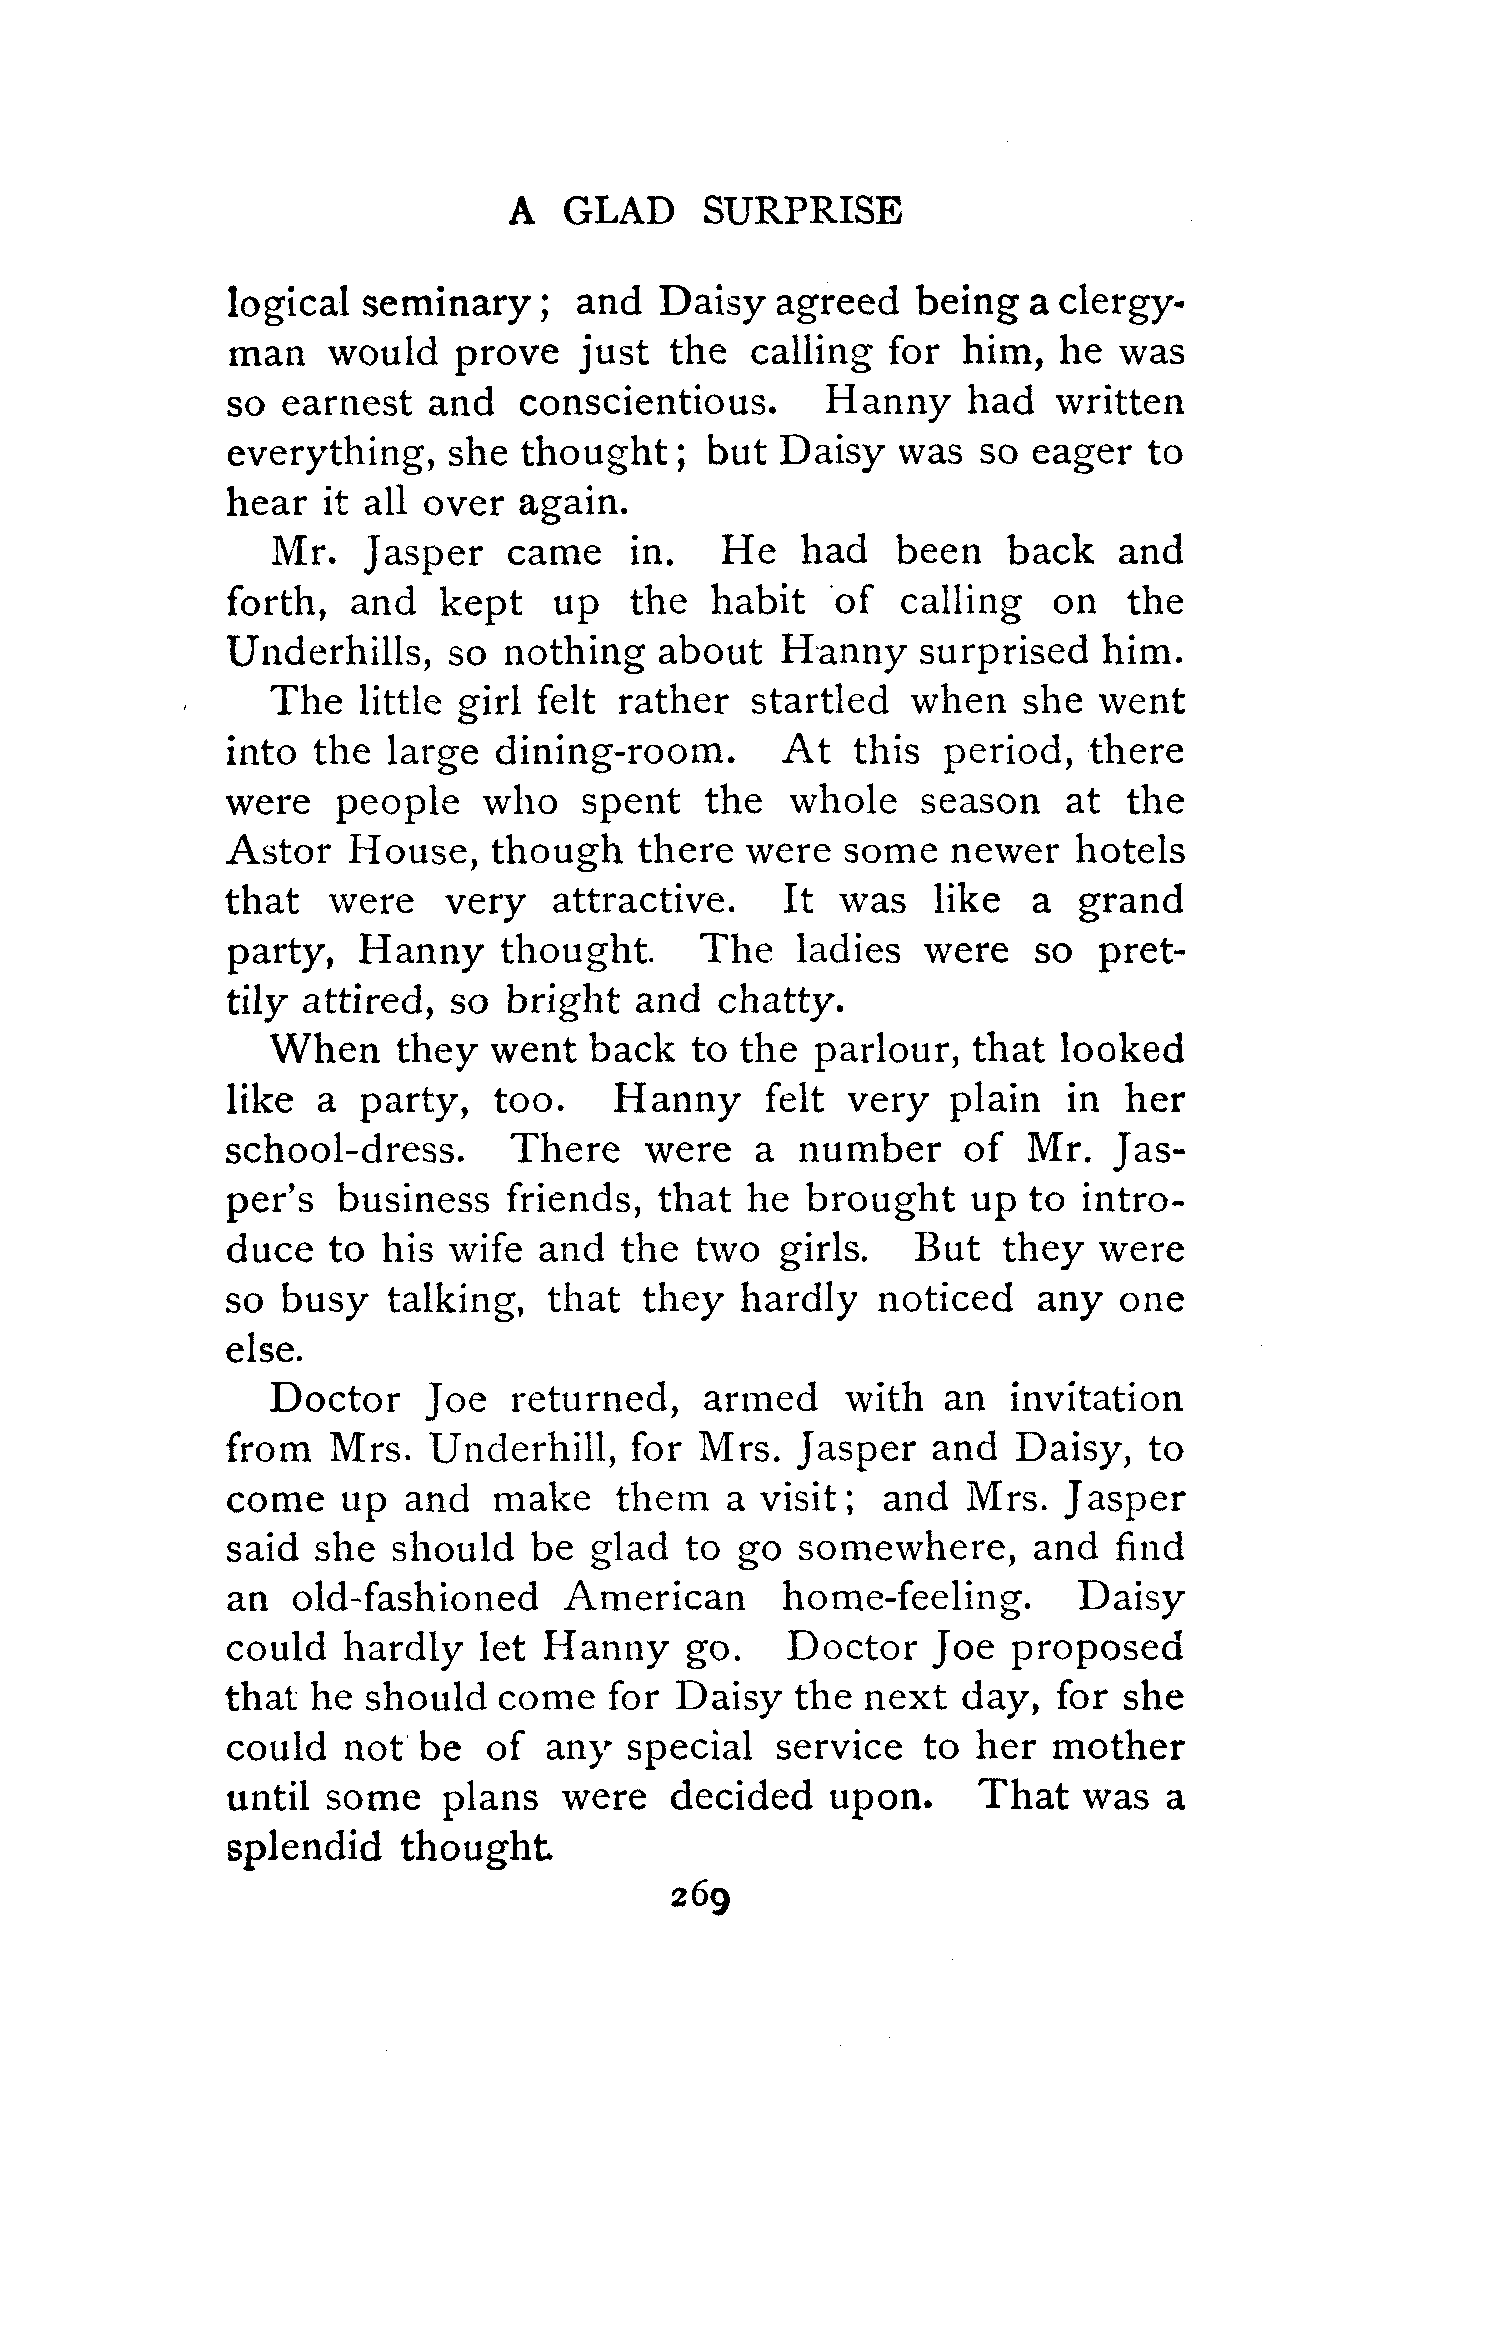 A GLAD SURPRISE
logical seminary; and Daisy agreed being a clergy-
man would prove just the calling for him, he was
so earnest and conscientious. Hanny had written
everything, she thought; but Daisy was so eager to
hear it all over again.
Mr. Jasper came in. He had been back and
forth, and kept up the habit of calling on the
Underhills, so nothing about Hanny surprised him.
The little girl felt rather startled when she went
into the large dining-room. At this period, there
were people who spent the whole season at the
Astor House, though there were some newer hotels
that were very attractive. It was like a grand
party, Hanny thought. The ladies were so pret-
tily attired, so bright and chatty.
When they went back to the parlour, that looked
like a party, too. Hanny felt very plain in her
school-dress. There were a number of Mr. Jas-
per's business friends, that he brought up to intro-
duce to his wife and the two girls. But they were
so busy talking, that they hardly noticed any one
else.
Doctor Joe returned, armed with an invitation
from Mrs. Underhill, for Mrs. Jasper and Daisy, to
come up and make them a visit; and Mrs. Jasper
said she should be glad to go somewhere, and find
an old-fashioned American home-feeling. Daisy
could hardly let Hanny go. Doctor Joe proposed
that he should come for Daisy the next day, for she
could not be of any special service to her mother
until some plans were decided upon. That was a
splendid thought.
269